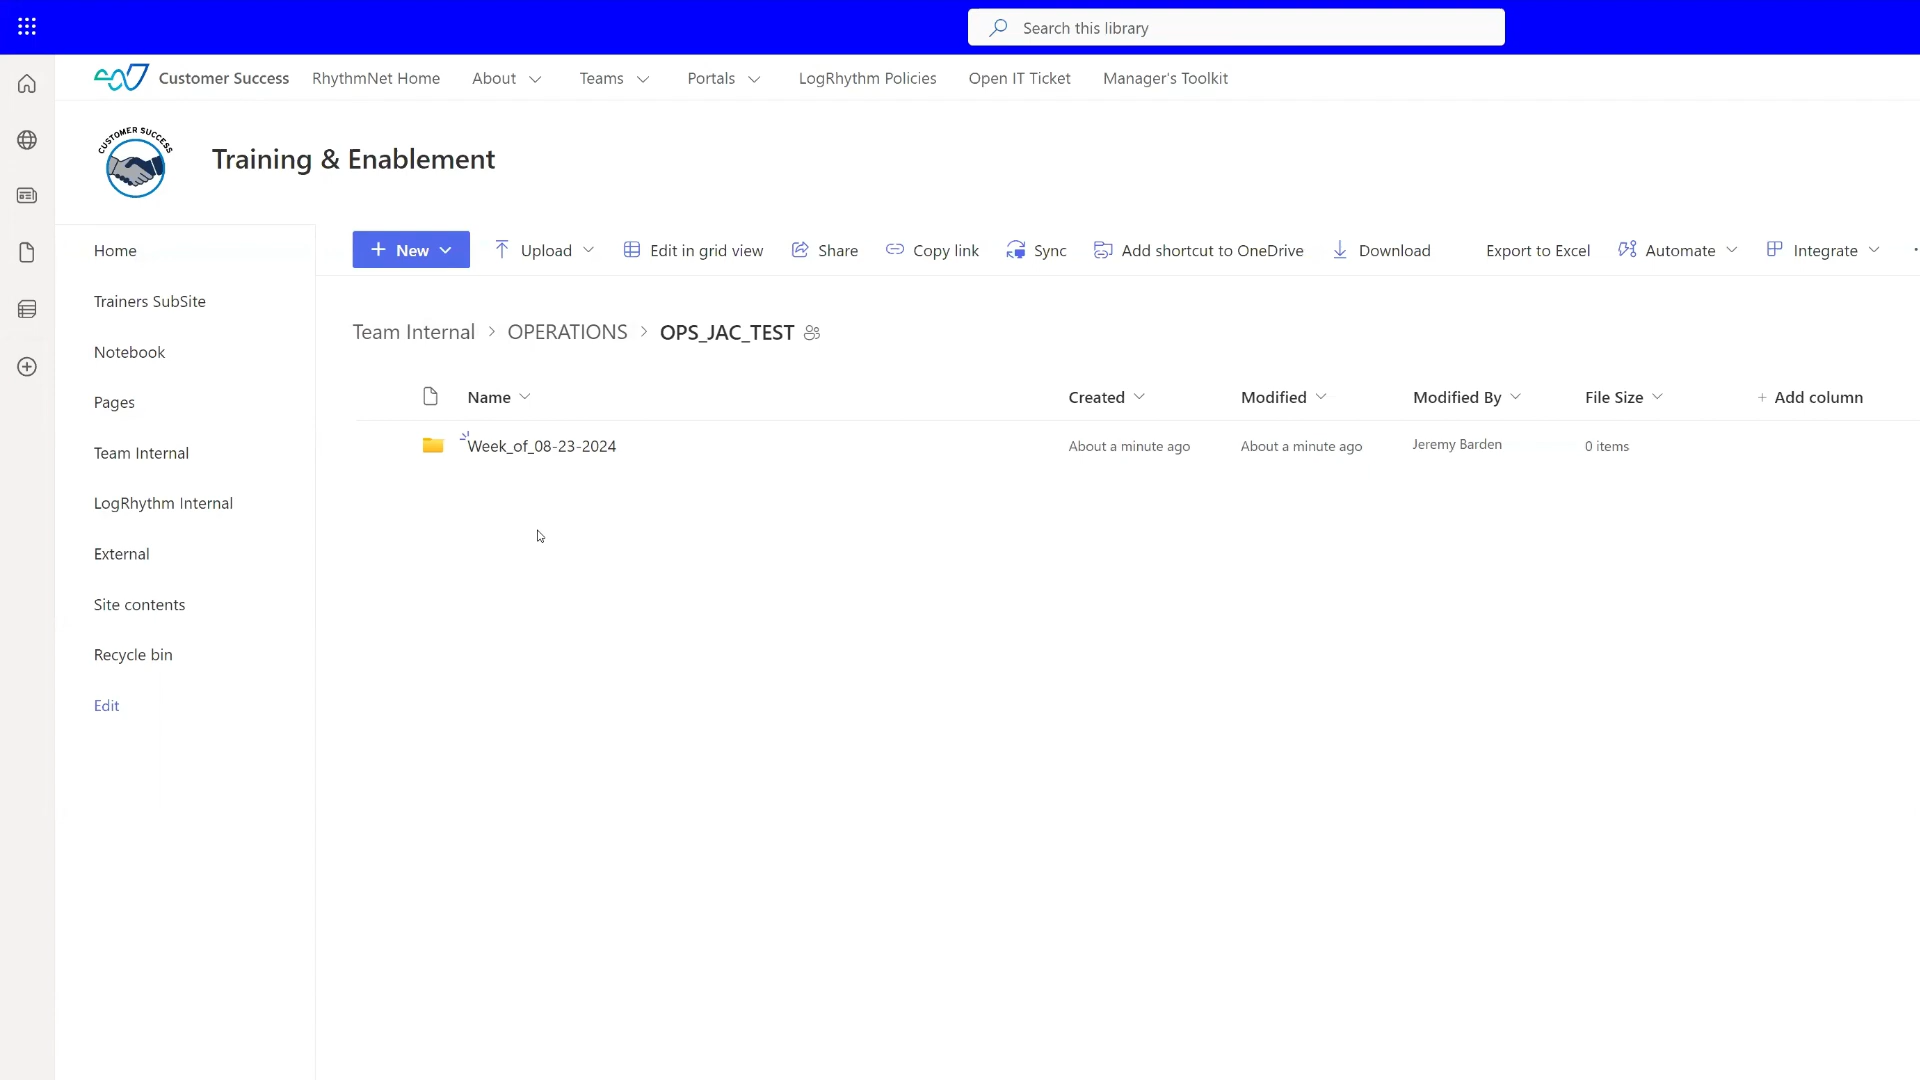 Search this library
Customer Success RhythmNet Home About Teams Portals LogRhythm Policies Open IT Ticket Manager's Toolkit
CUSTOMER SUCCESS
Training & Enablement
Home
Trainers SubSite
Notebook
Pages
Team Internal
LogRhythm Internal
External
Site contents
Recycle bin
Edit
New Upload Edit in grid view Share Copy link Sync Add shortcut to OneDrive Download Export to Excel Automate Integrate
Team Internal > OPERATIONS > OPS_JAC_TEST
Name Created Modified Modified By File Size + Add column
Week_of_08-23-2024 About a minute ago About a minute ago Jeremy Barden 0 items